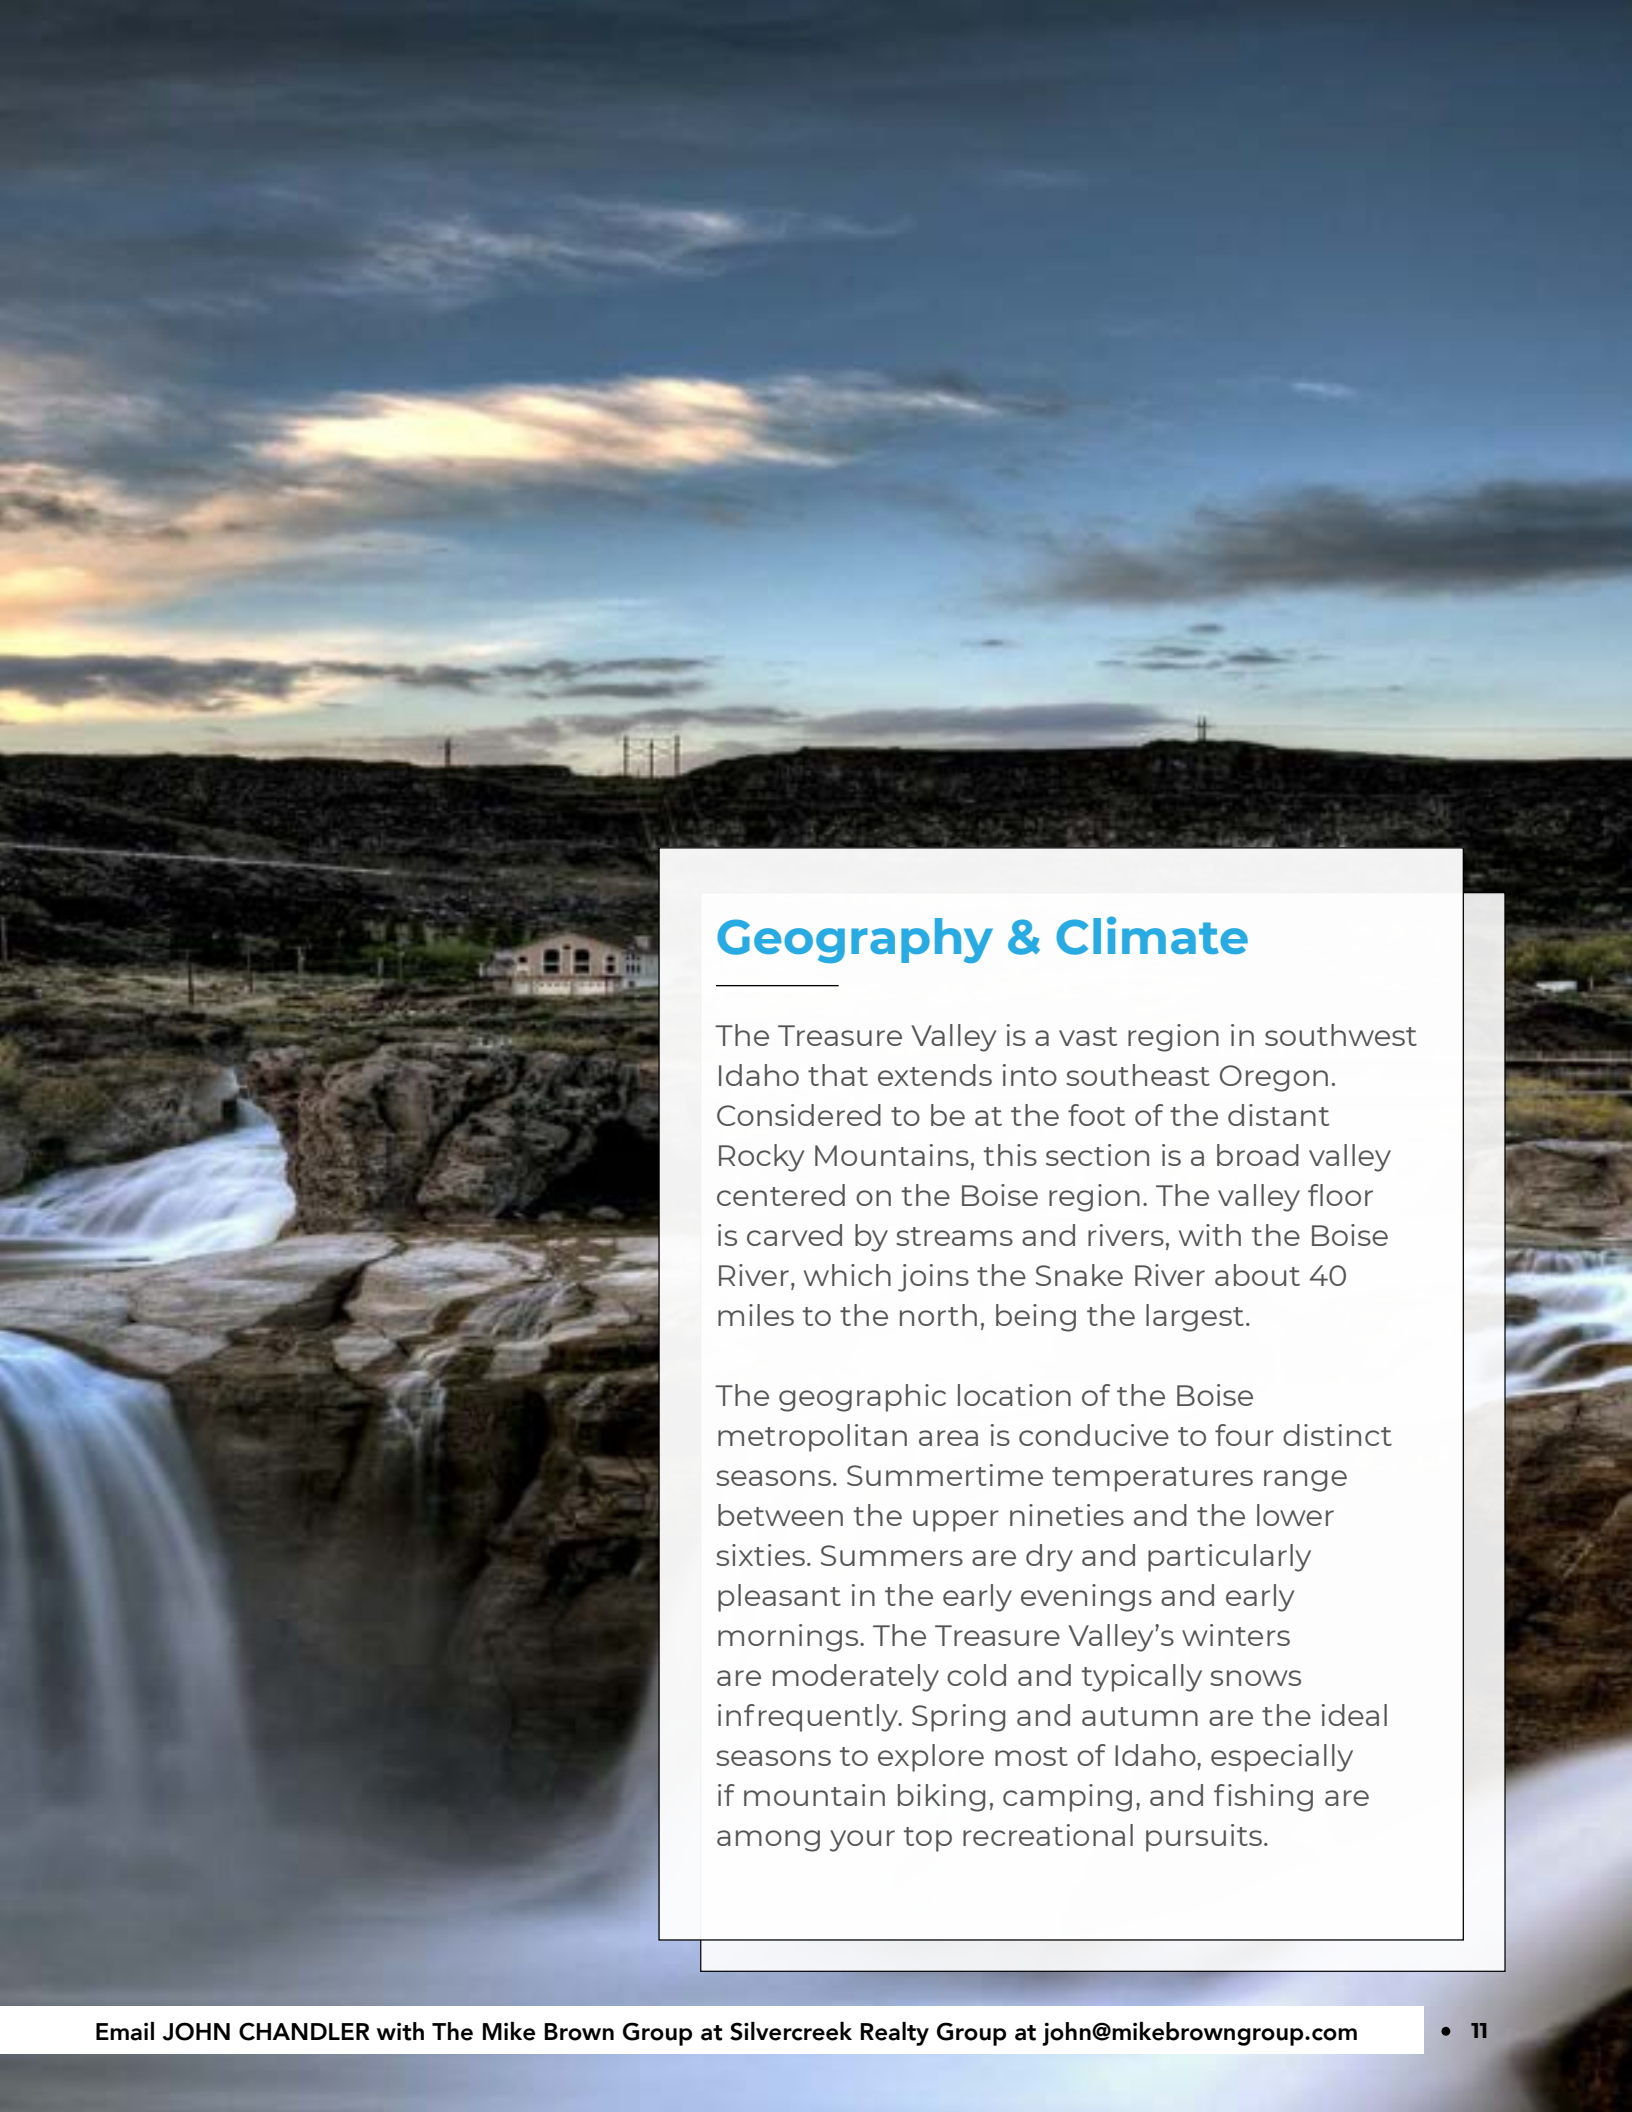 Geography & Climate
The Treasure Valley is a vast region in southwest
Idaho that extends into southeast Oregon.
Considered to be at the foot of the distant
Rocky Mountains, this section is a broad valley
centered on the Boise region. The valley floor
is carved by streams and rivers, with the Boise
River, which joins the Snake River about 40
miles to the north, being the largest.
The geographic location of the Boise
metropolitan area is conducive to four distinct
seasons. Summertime temperatures range
between the upper nineties and the lower
sixties. Summers are dry and particularly
pleasant in the early evenings and early
mornings. The Treasure Valley’s winters
are moderately cold and typically snows
infrequently. Spring and autumn are the ideal
seasons to explore most of Idaho, especially
if mountain biking, camping, and fishing are
among your top recreational pursuits.
Email JOHN CHANDLER with The Mike Brown Group at Silvercreek Realty Group at john@mikebrowngroup.com • 11